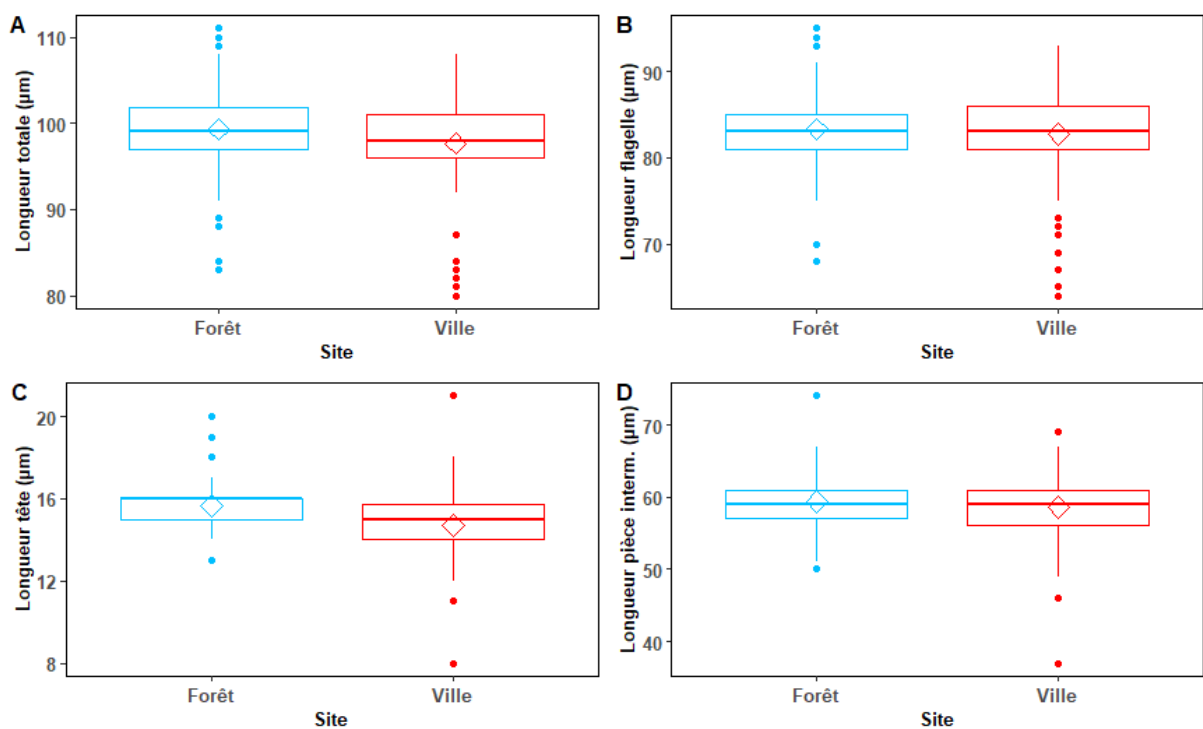 A
Longueur totale (µm)
110
100
90
80
Forêt
Ville
Site
B
Longueur flagelle (µm)
90
80
70
Forêt
Ville
Site
C
Longueur tête (µm)
20
16
12
8
Forêt
Ville
Site
D
Longueur pièce interm. (µm)
70
60
50
40
Forêt
Ville
Site